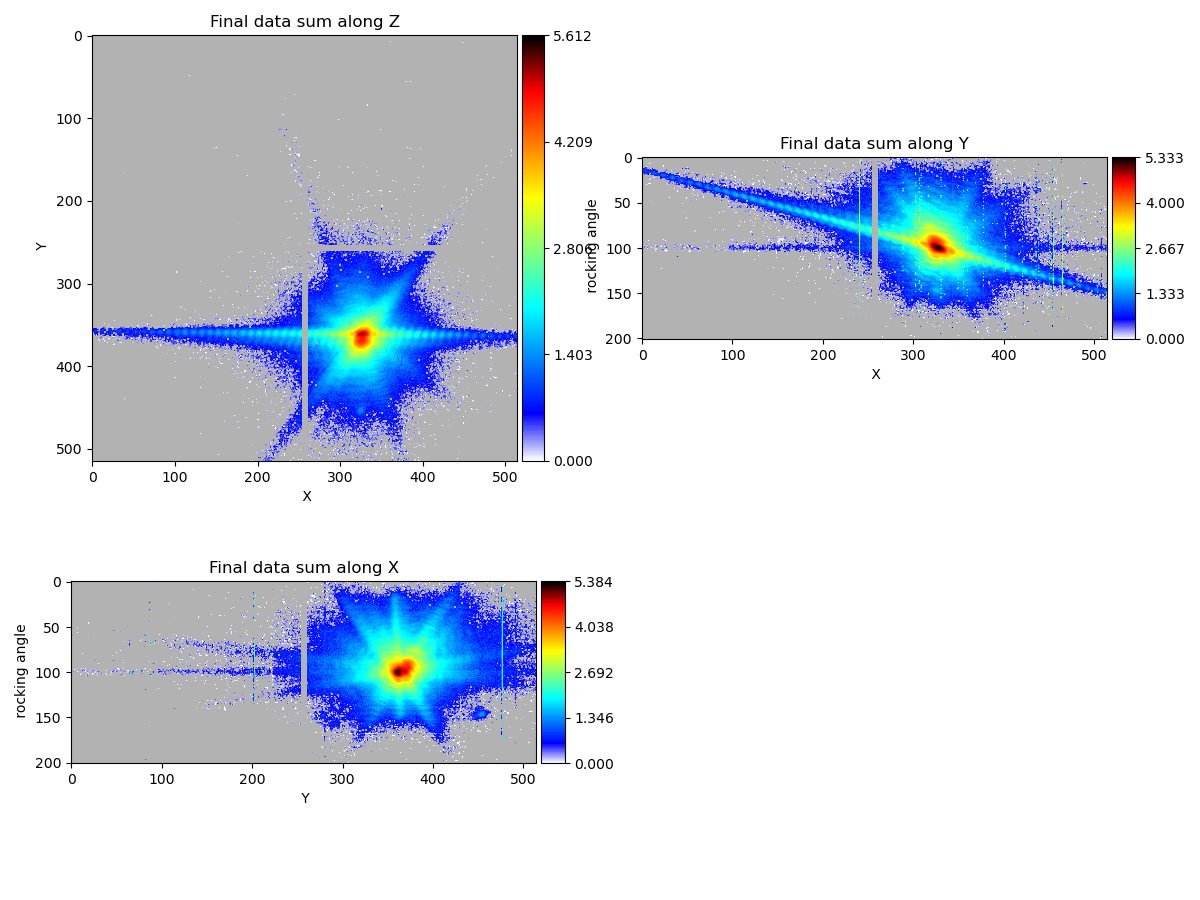 Final data sum along Z
0
100
200
300
400
500
0 100 200 300 400 500
Y
X
5.612
4.209
2.806
1.403
0.000
Final data sum along Y
0
50
100
150
200
0 100 200 300 400 500
rocking angle
X
5.333
4.000
2.667
1.333
0.000
Final data sum along X
0
50
100
150
200
0 100 200 300 400 500
rocking angle
Y
5.384
4.038
2.692
1.346
0.000